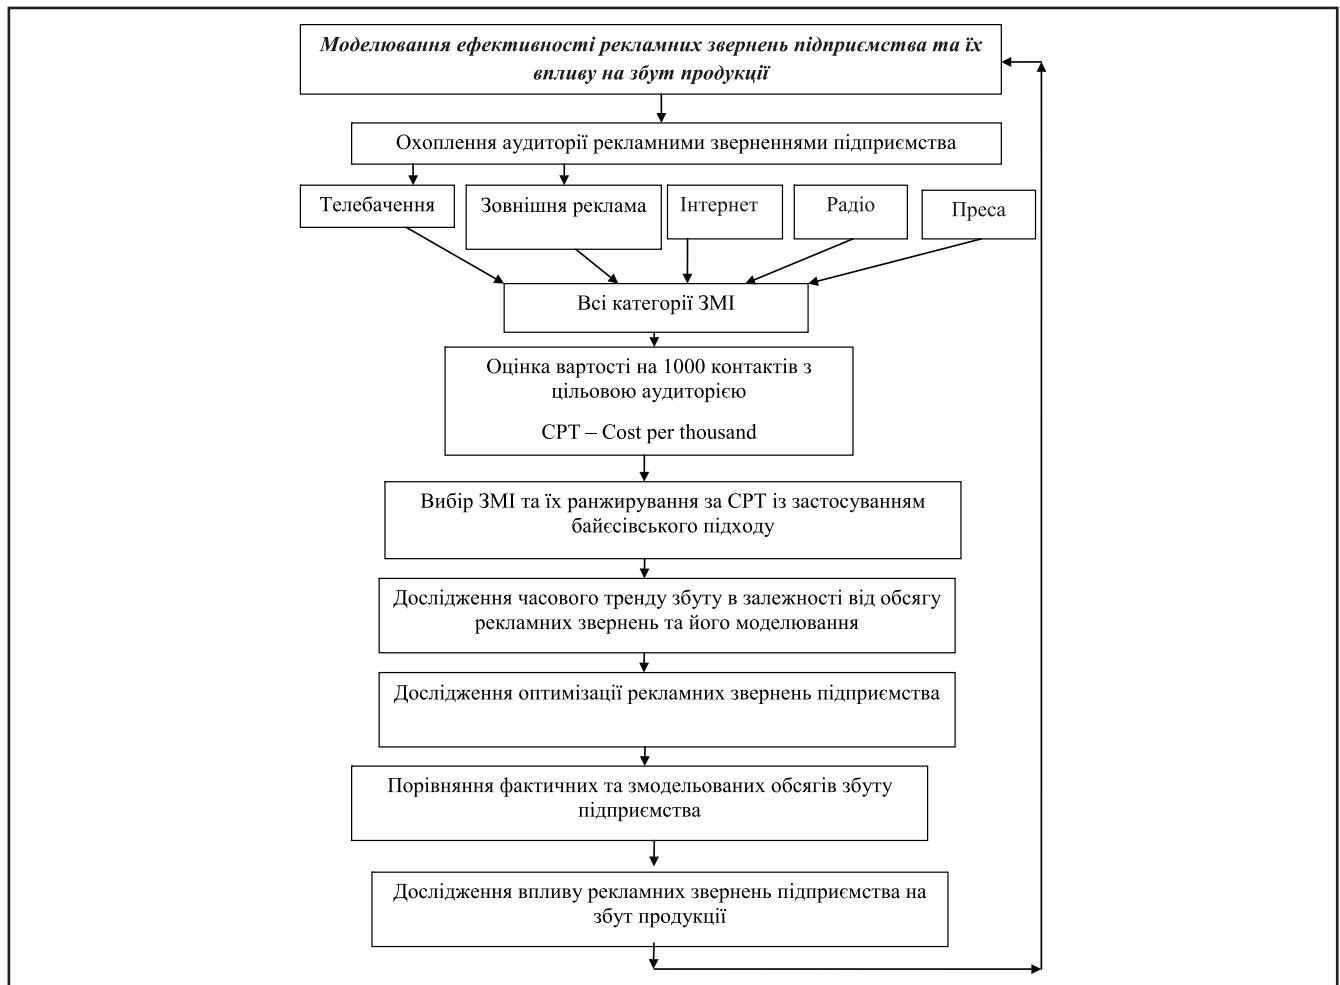 Моделювання ефективності рекламних звернень підприємства та їх
впливу на збут продукції
Охоплення аудиторії рекламними зверненнями підприємства
Телебачення
Зовнішня реклама
Інтернет
Радіо
Преса
Всі категорії ЗМІ
Оцінка вартості на 1000 контактів з
цільовою аудиторією
CPT – Cost per thousand
Вибір ЗМІ та їх ранжирування за CPT із застосуванням
байєсівського підходу
Дослідження часового тренду збуту в залежності від обсягу
рекламних звернень та його моделювання
Дослідження оптимізації рекламних звернень підприємства
Порівняння фактичних та змодельованих обсягів збуту
підприємства
Дослідження впливу рекламних звернень підприємства на
збут продукції